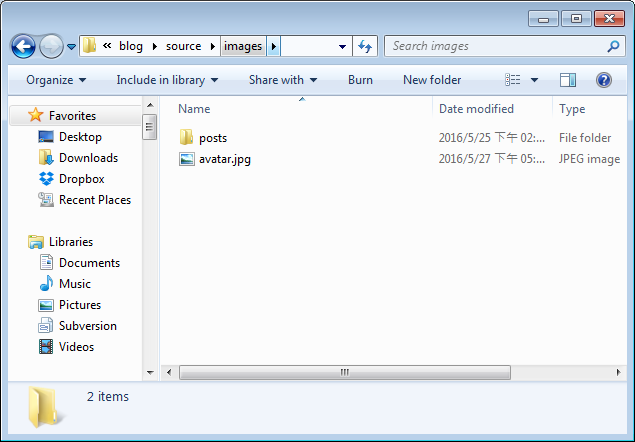 « blog source images Search images
Organize Include in library Share with Burn New folder
Name Date modified Type
posts 2016/5/25 下午 02:... File folder
avatar.jpg 2016/5/27 下午 05:... JPEG image
Favorites
Desktop
Downloads
Dropbox
Recent Places
Libraries
Documents
Music
Pictures
Subversion
Videos
2 items